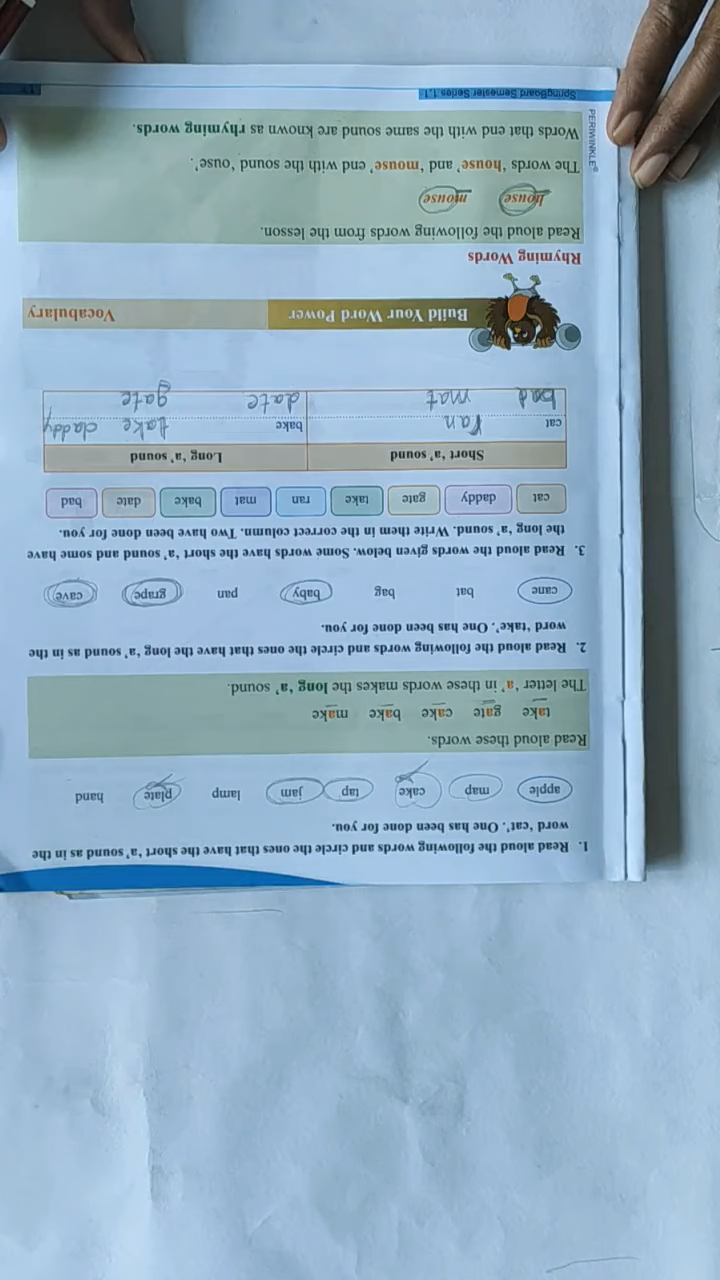 1. Read aloud the following words and circle the ones that have the short 'a' sound as in the
word 'cat'. One has been done for you.
apple map cake tap jam lamp plate hand
Read aloud these words.
take gate cake bake make
The letter 'a' in these words makes the long 'a' sound.
2. Read aloud the following words and circle the ones that have the long 'a' sound as in the
word 'take'. One has been done for you.
cane bat bag baby pan grape cave
3. Read aloud the words given below. Some words have the short 'a' sound and some have
the long 'a' sound. Write them in the correct column. Two have been done for you.
cat daddy gate take ran mat bake date bad
Short 'a' sound Long 'a' sound
cat ran bake take daddy
bad mat date gate
Build Your Word Power Vocabulary
Rhyming Words
Read aloud the following words from the lesson.
house mouse
The words 'house' and 'mouse' end with the sound 'ouse'.
Words that end with the same sound are known as rhyming words.
PERIWINKLE®
SpringBoard Semester Series 1.1